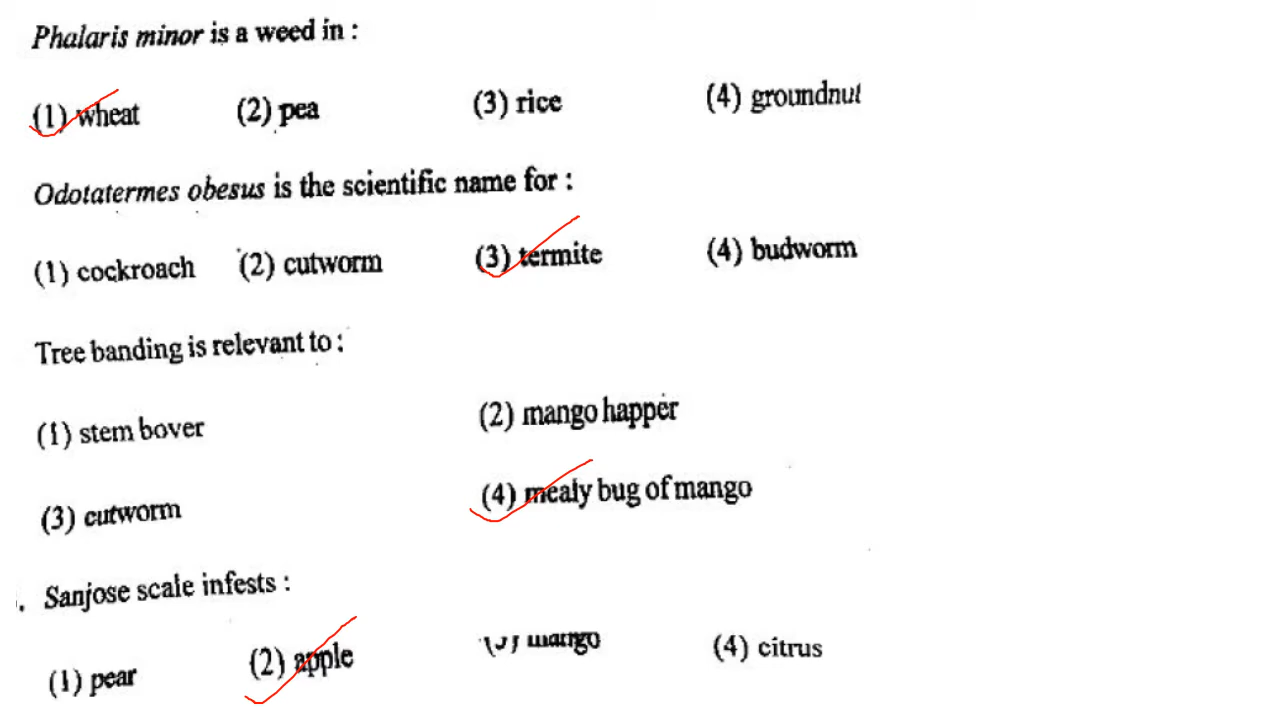 Phalaris minor is a weed in :
(1) wheat (2) pea (3) rice (4) groundnut
Odotatermes obesus is the scientific name for :
(1) cockroach (2) cutworm (3) termite (4) budworm
Tree banding is relevant to :
(1) stem bover (2) mango happer
(3) cutworm (4) mealy bug of mango
. Sanjose scale infests :
(1) pear (2) apple (3) mango (4) citrus